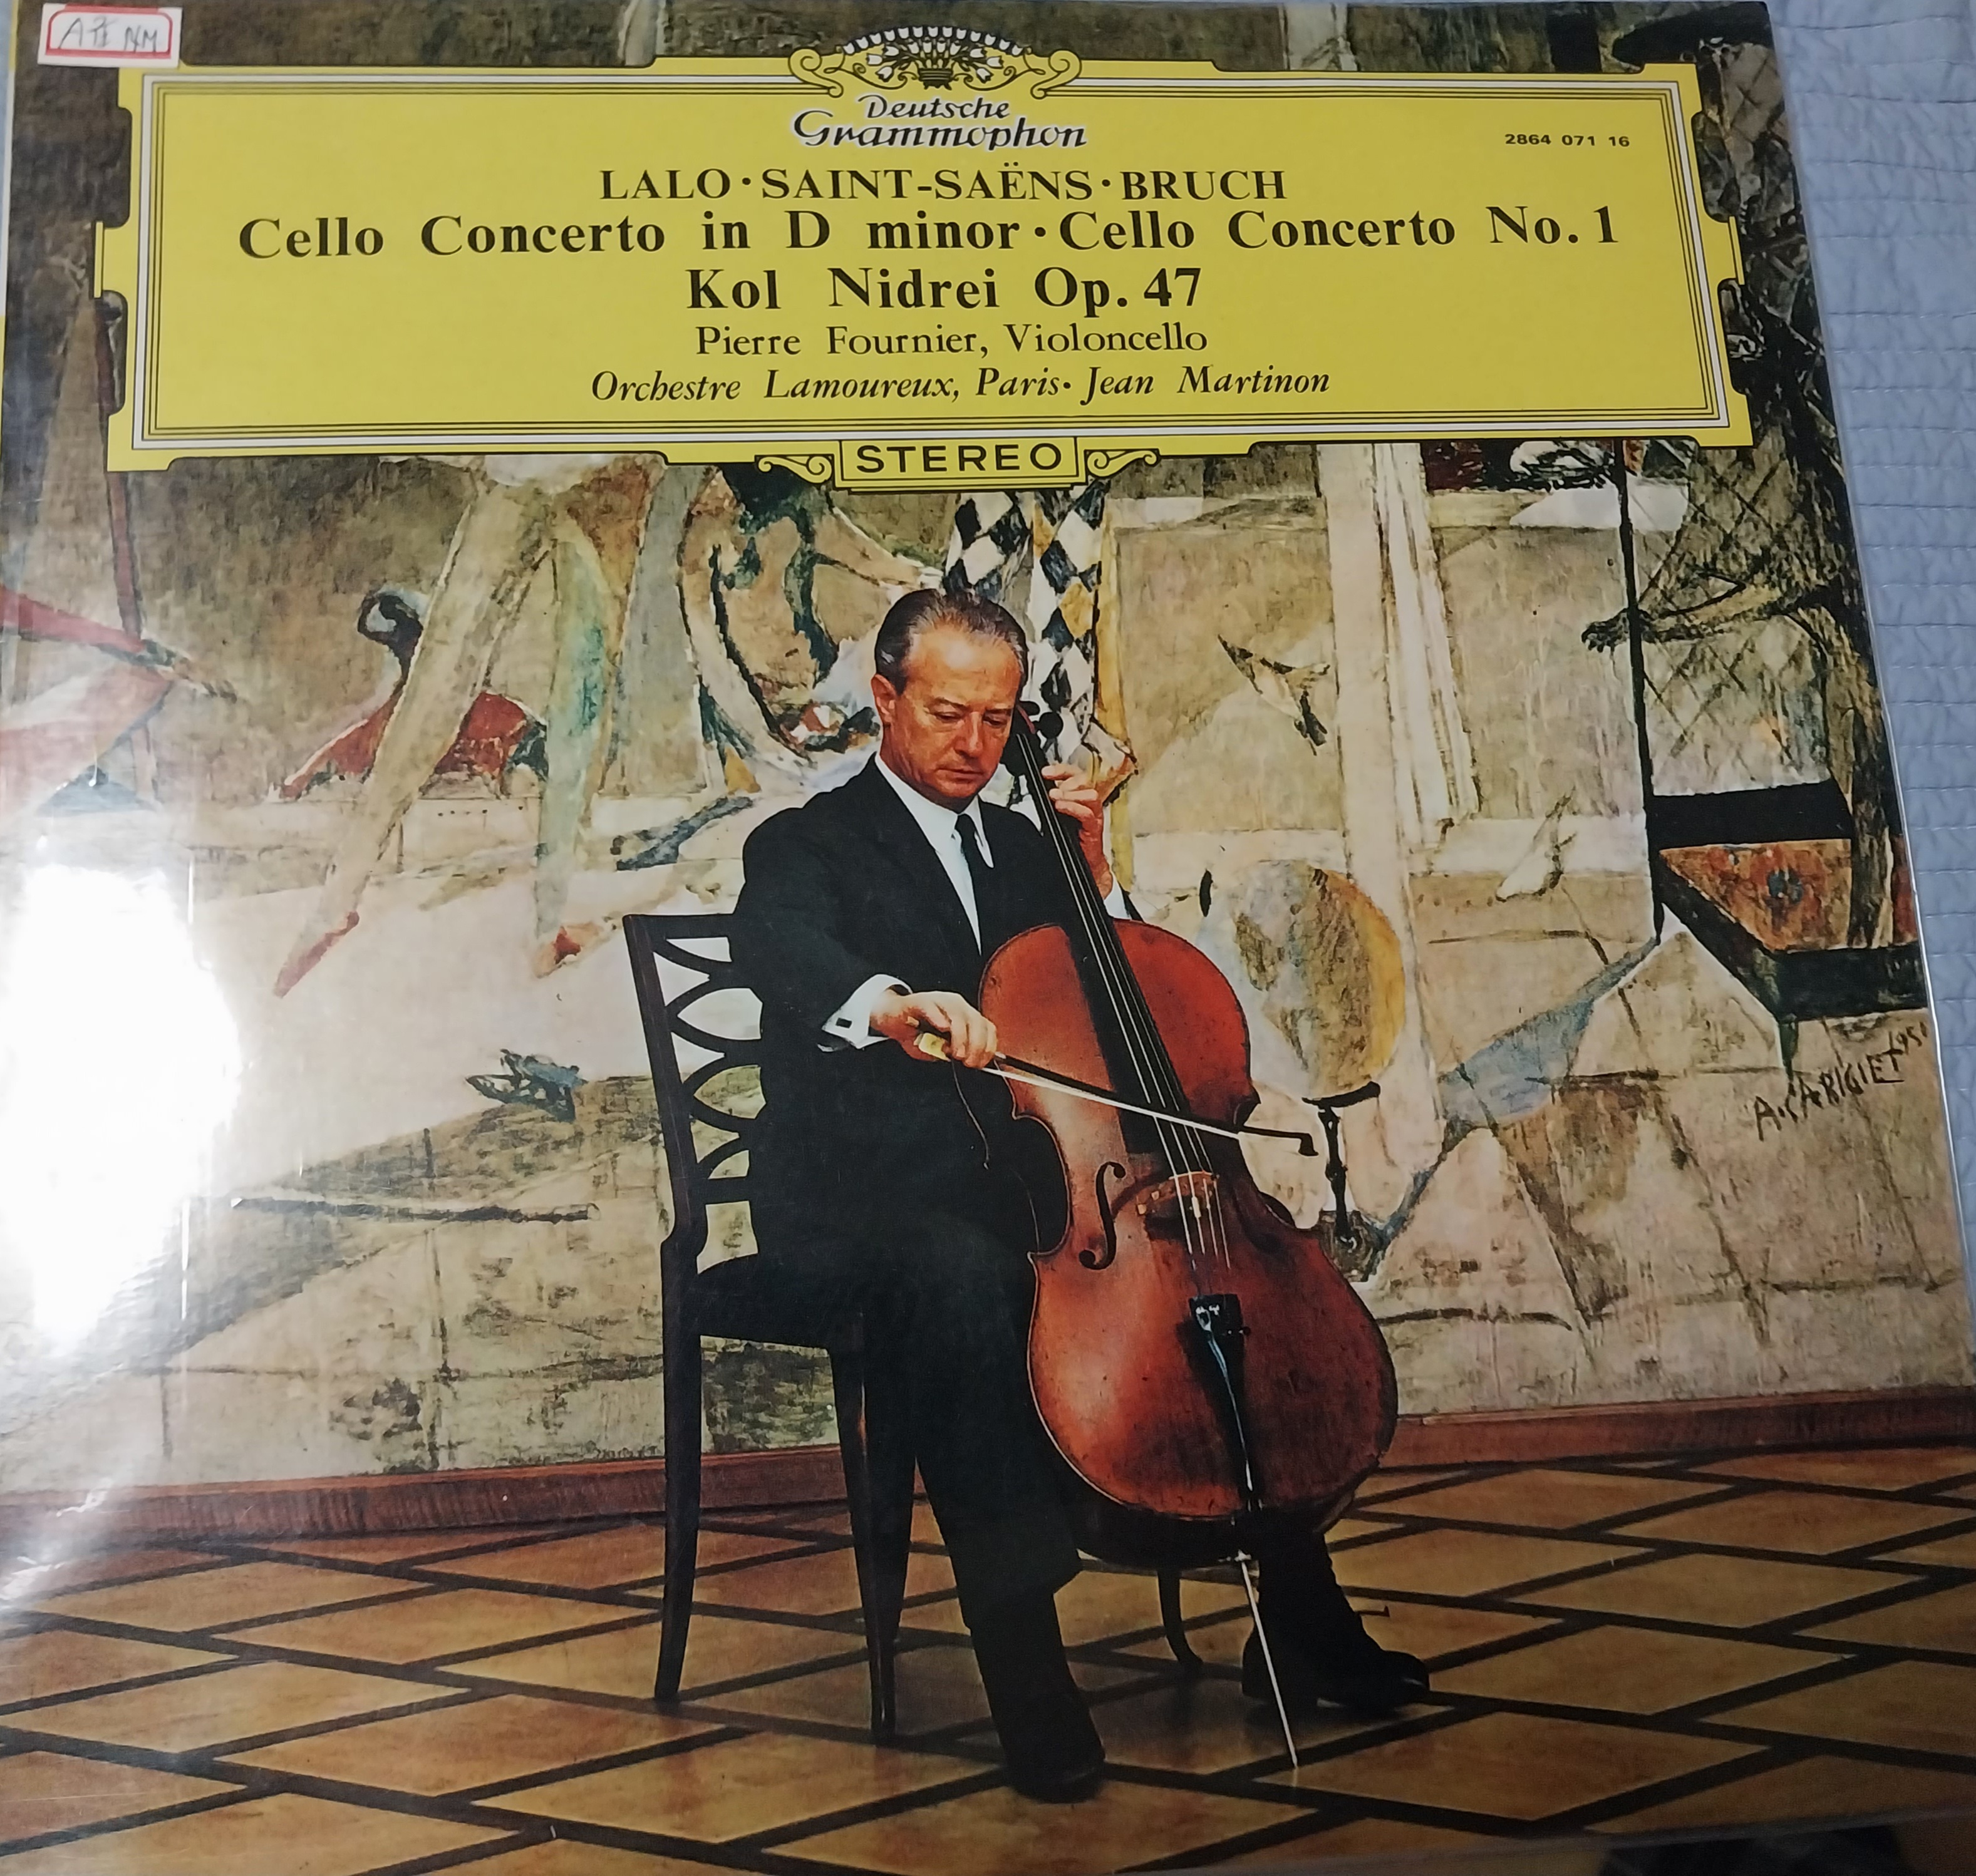 NM
Deutsche
Grammophon
2864 071 16
LALO · SAINT-SAËNS · BRUCH
Cello Concerto in D minor · Cello Concerto No. 1
Kol Nidrei Op. 47
Pierre Fournier, Violoncello
Orchestre Lamoureux, Paris · Jean Martinon
STEREO
A. CARIGIET